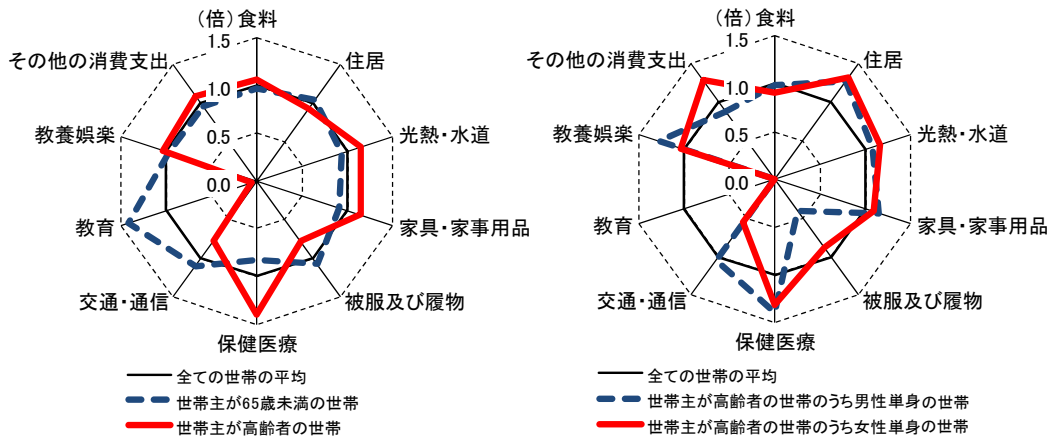 (倍) 食料
1.5
住居
1.0
光熱・水道
0.5
0.0
家具・家事用品
被服及び履物
保健医療
交通・通信
教育
教養娯楽
その他の消費支出
全ての世帯の平均
世帯主が65歳未満の世帯
世帯主が高齢者の世帯
(倍) 食料
1.5
住居
1.0
光熱・水道
0.5
0.0
家具・家事用品
被服及び履物
保健医療
交通・通信
教育
教養娯楽
その他の消費支出
全ての世帯の平均
世帯主が高齢者の世帯のうち男性単身の世帯
世帯主が高齢者の世帯のうち女性単身の世帯